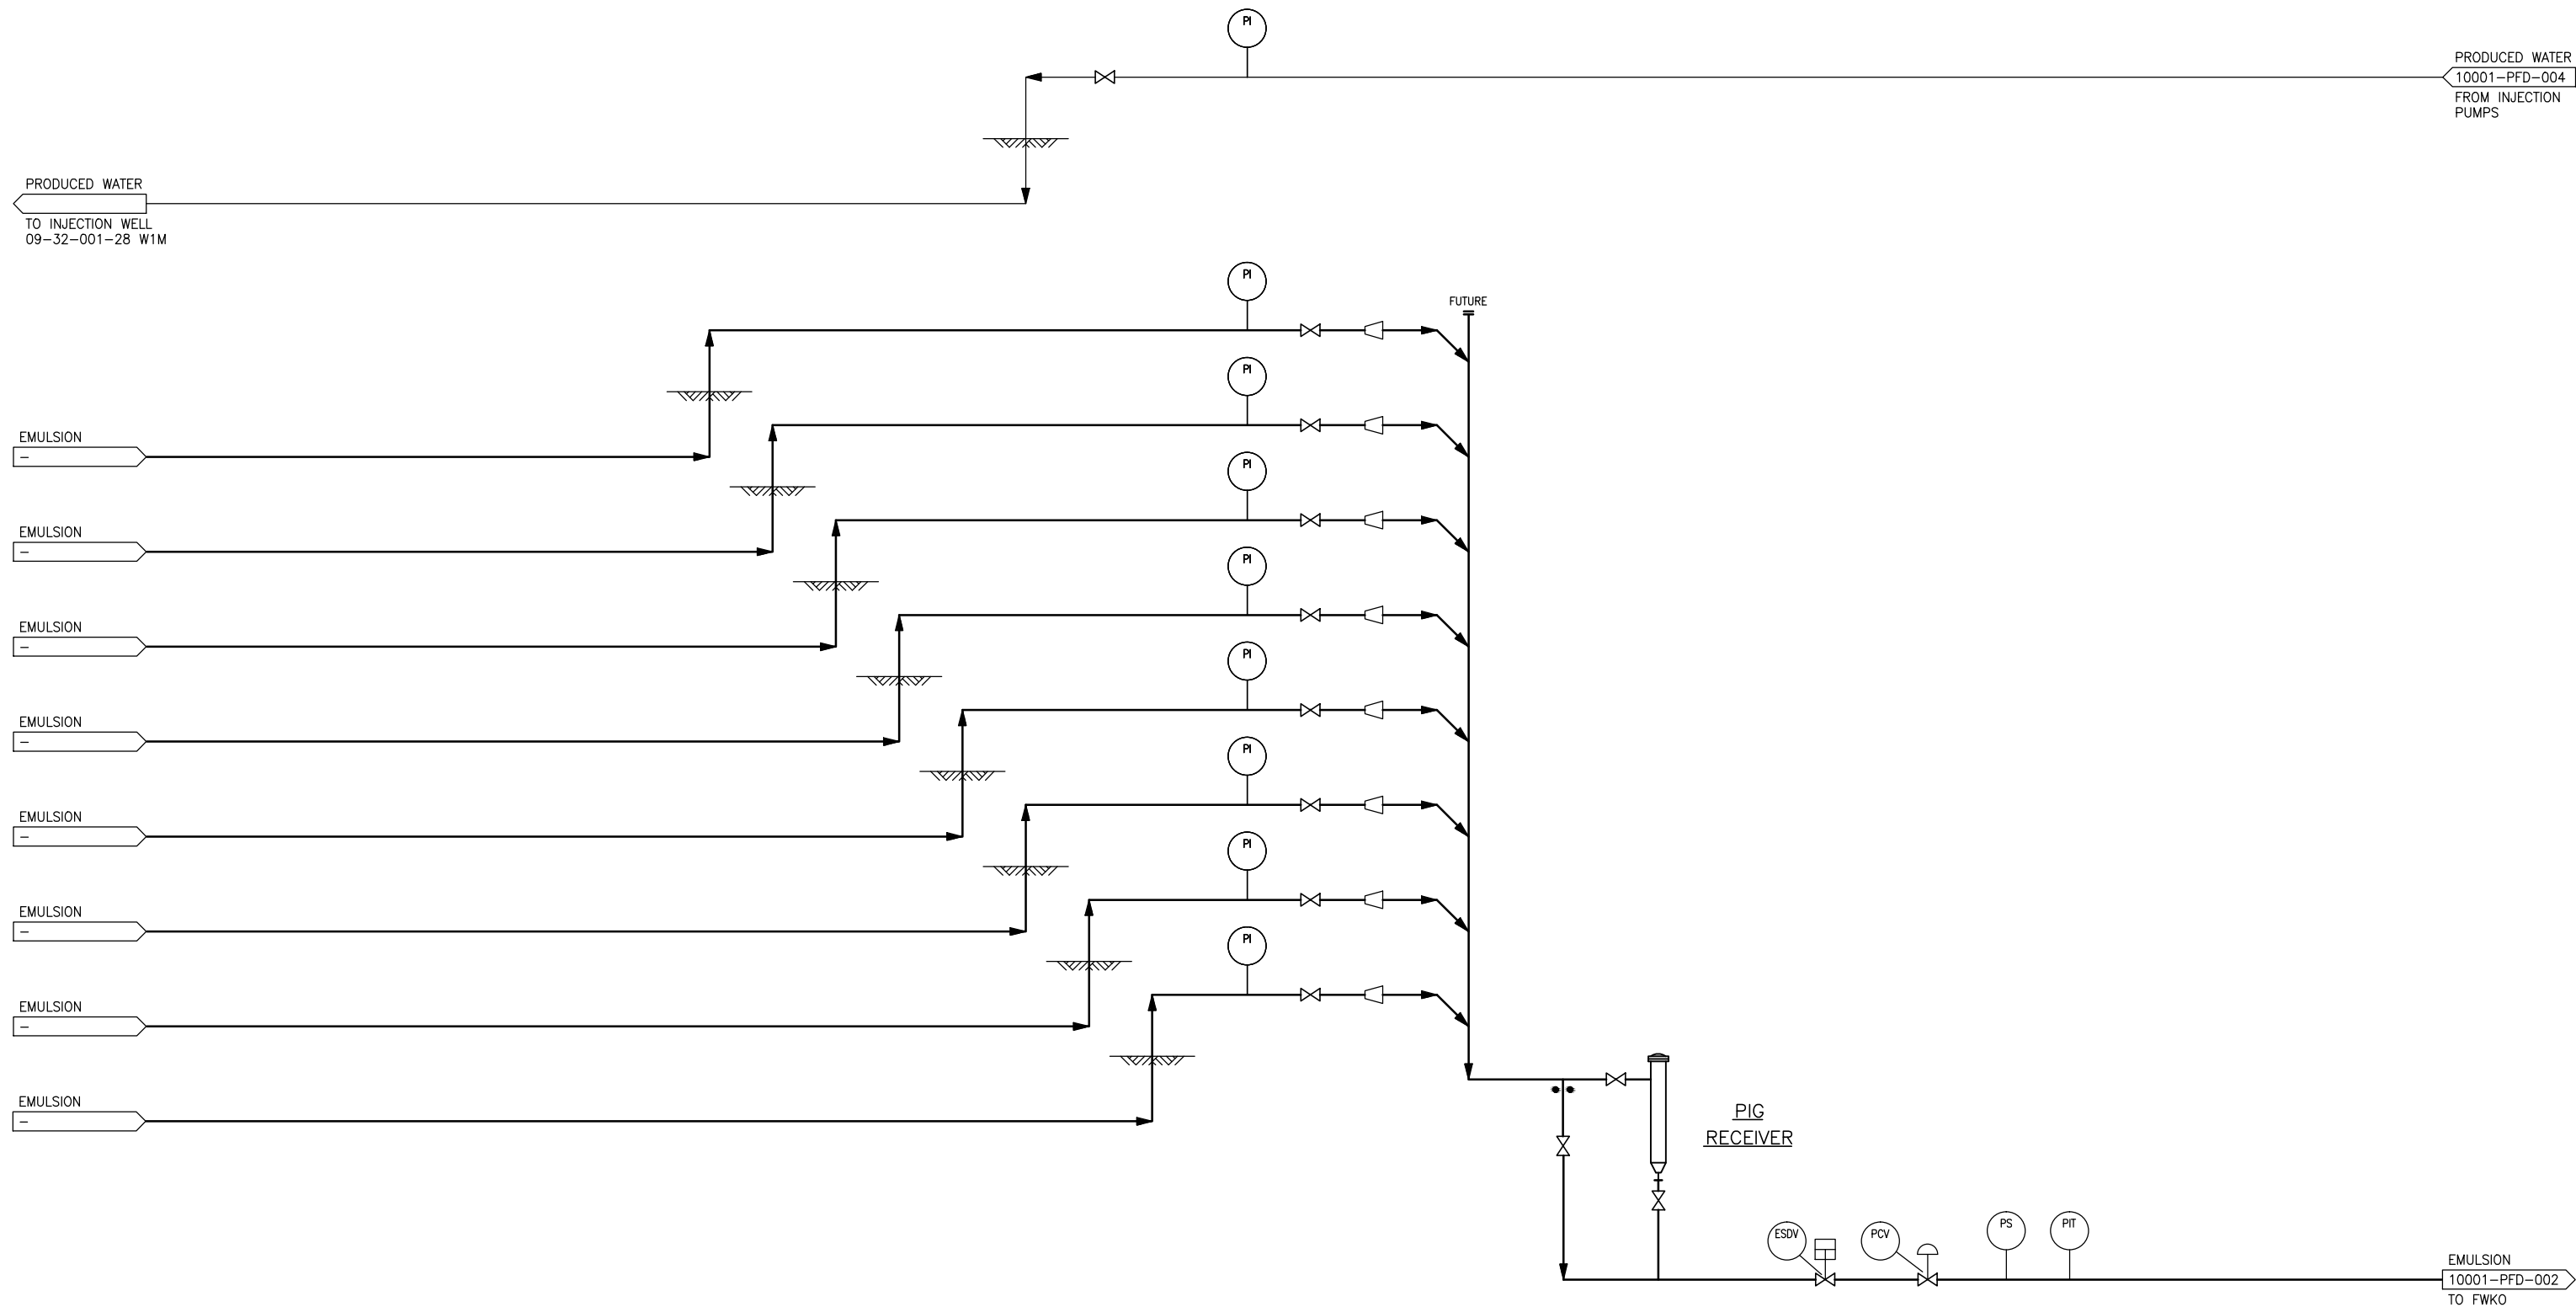 PI
PRODUCED WATER
10001-PFD-004
FROM INJECTION
PUMPS
PRODUCED WATER
TO INJECTION WELL
09-32-001-28 W1M
PI
FUTURE
PI
EMULSION
-
PI
EMULSION
-
PI
EMULSION
-
PI
EMULSION
-
PI
EMULSION
-
PI
EMULSION
-
PI
EMULSION
-
EMULSION
-
PIG
RECEIVER
ESDV
PCV
PS
PIT
EMULSION
10001-PFD-002
TO FWKO